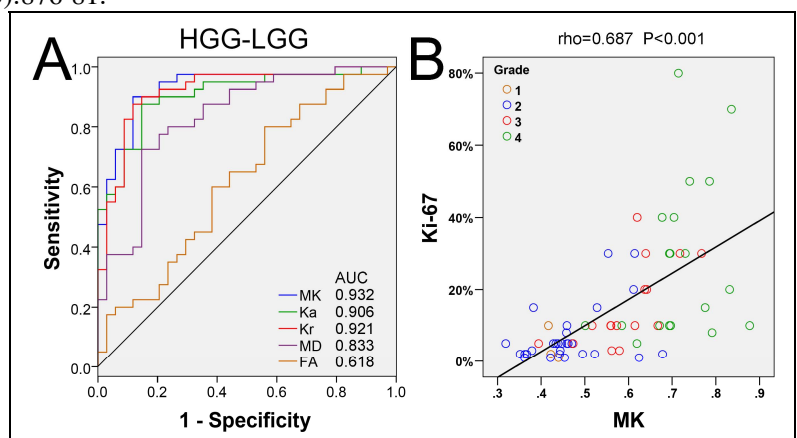 ):876-81.
A
HGG-LGG
1.0
0.8
0.6
0.4
0.2
0.0
Sensitivity
0.0 0.2 0.4 0.6 0.8 1.0
1 - Specificity
AUC
MK 0.932
Ka 0.906
Kr 0.921
MD 0.833
FA 0.618
B
rho=0.687 P<0.001
Grade
1
2
3
4
80%
60%
40%
20%
0%
Ki-67
.3 .4 .5 .6 .7 .8 .9
MK